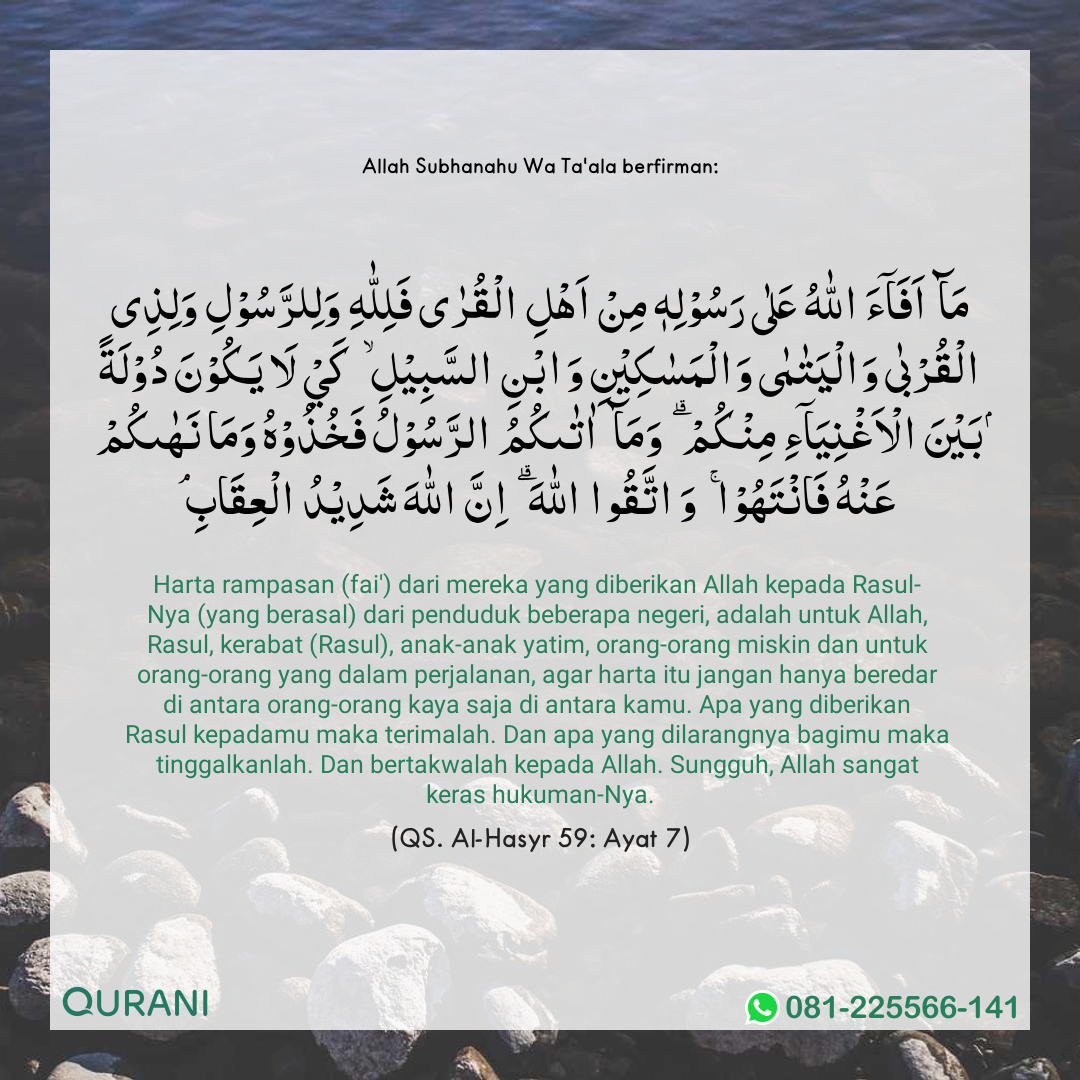 Allah Subhanahu Wa Ta'ala berfirman:
مَاۤ اَفَآءَ اللّٰهُ عَلٰى رَسُوْلِهٖ مِنْ اَهْلِ الْقُرٰى فَلِلّٰهِ وَلِلرَّسُوْلِ وَلِذِى
الْقُرْبٰى وَ الْيَتٰمٰى وَ الْمَسٰكِيْنِ وَ ابْنِ السَّبِيْلِ ۙ كَيْ لَا يَكُوْنَ دُوْلَةًۢ
بَيْنَ الْاَغْنِيَآءِ مِنْكُمْ ۗ وَمَاۤ اٰتٰٮكُمُ الرَّسُوْلُ فَخُذُوْهُ وَمَا نَهٰٮكُمْ
عَنْهُ فَانْتَهُوْا ۚ وَ اتَّقُوا اللّٰهَ ۗ اِنَّ اللّٰهَ شَدِيْدُ الْعِقَابِ ۘ
Harta rampasan (fai') dari mereka yang diberikan Allah kepada Rasul-
Nya (yang berasal) dari penduduk beberapa negeri, adalah untuk Allah,
Rasul, kerabat (Rasul), anak-anak yatim, orang-orang miskin dan untuk
orang-orang yang dalam perjalanan, agar harta itu jangan hanya beredar
di antara orang-orang kaya saja di antara kamu. Apa yang diberikan
Rasul kepadamu maka terimalah. Dan apa yang dilarangnya bagimu maka
tinggalkanlah. Dan bertakwalah kepada Allah. Sungguh, Allah sangat
keras hukuman-Nya.
(QS. Al-Hasyr 59: Ayat 7)
QURANI
081-225566-141